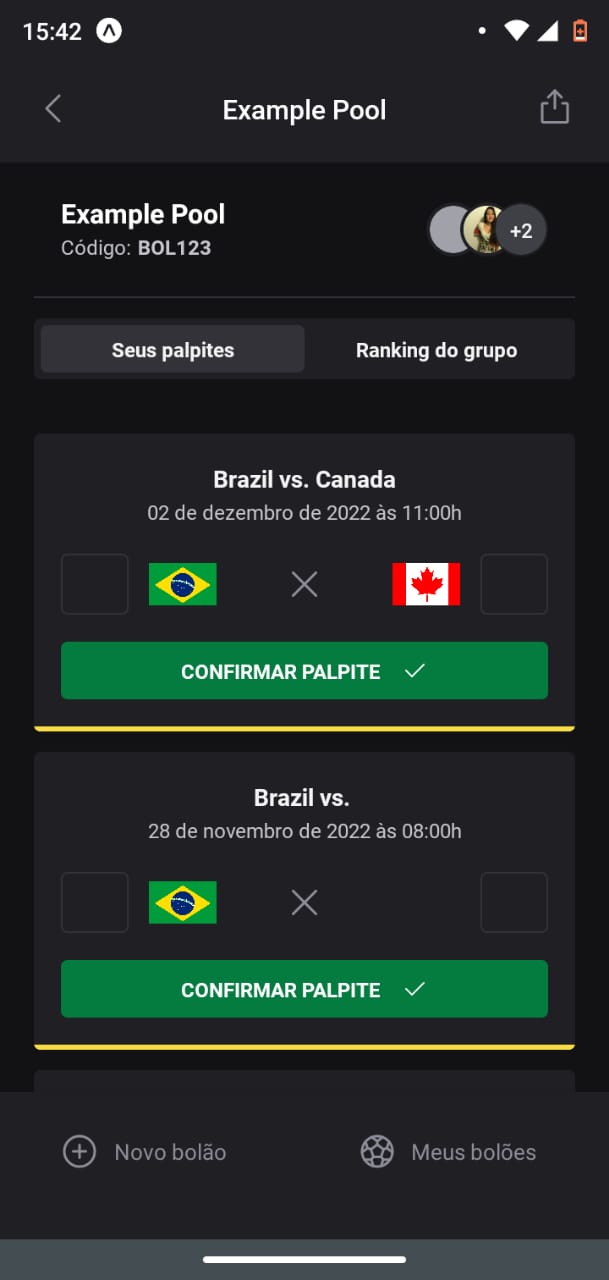 15:42
Example Pool
Example Pool
Código: BOL123
+2
Seus palpites
Ranking do grupo
Brazil vs. Canada
02 de dezembro de 2022 às 11:00h
CONFIRMAR PALPITE
Brazil vs.
28 de novembro de 2022 às 08:00h
CONFIRMAR PALPITE
Novo bolão
Meus bolões